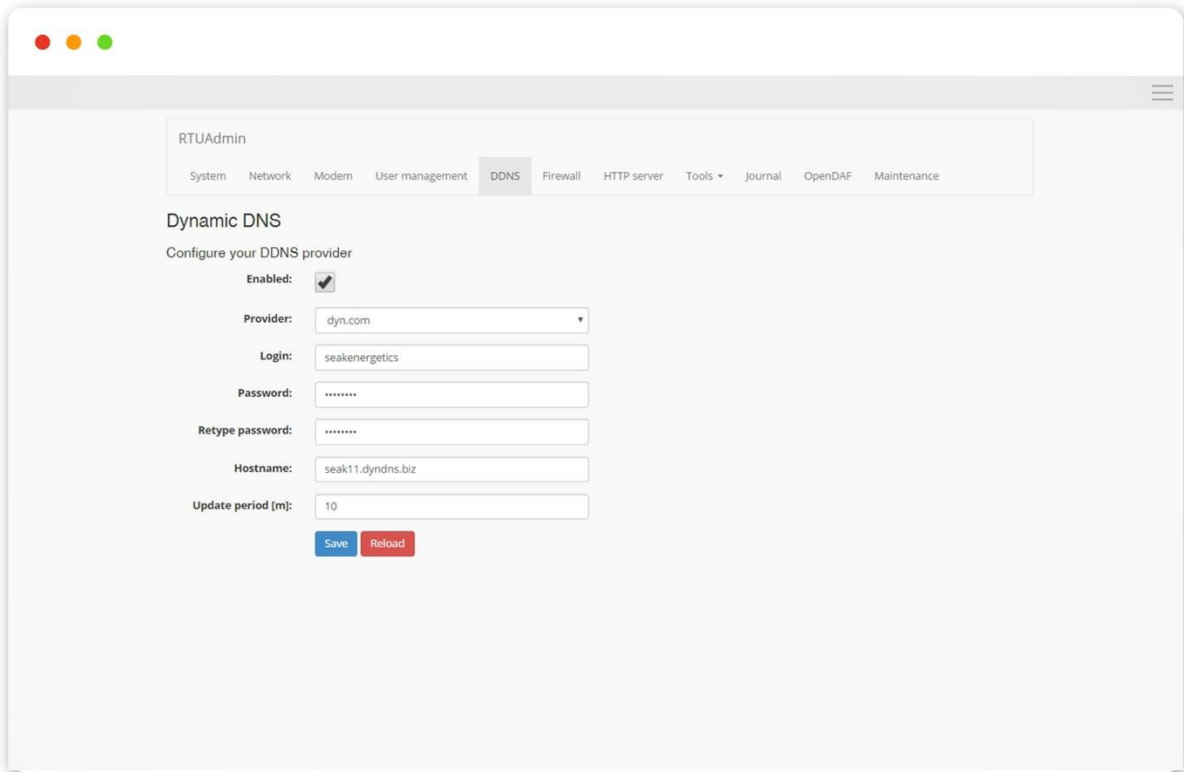 RTUAdmin
System Network Modem User management DDNS Firewall HTTP server Tools Journal OpenDAF Maintenance
Dynamic DNS
Configure your DDNS provider
Enabled:
Provider: dyn.com
Login: seakenergetics
Password: ••••••••
Retype password: ••••••••
Hostname: seak11.dyndns.biz
Update period [m]: 10
Save Reload